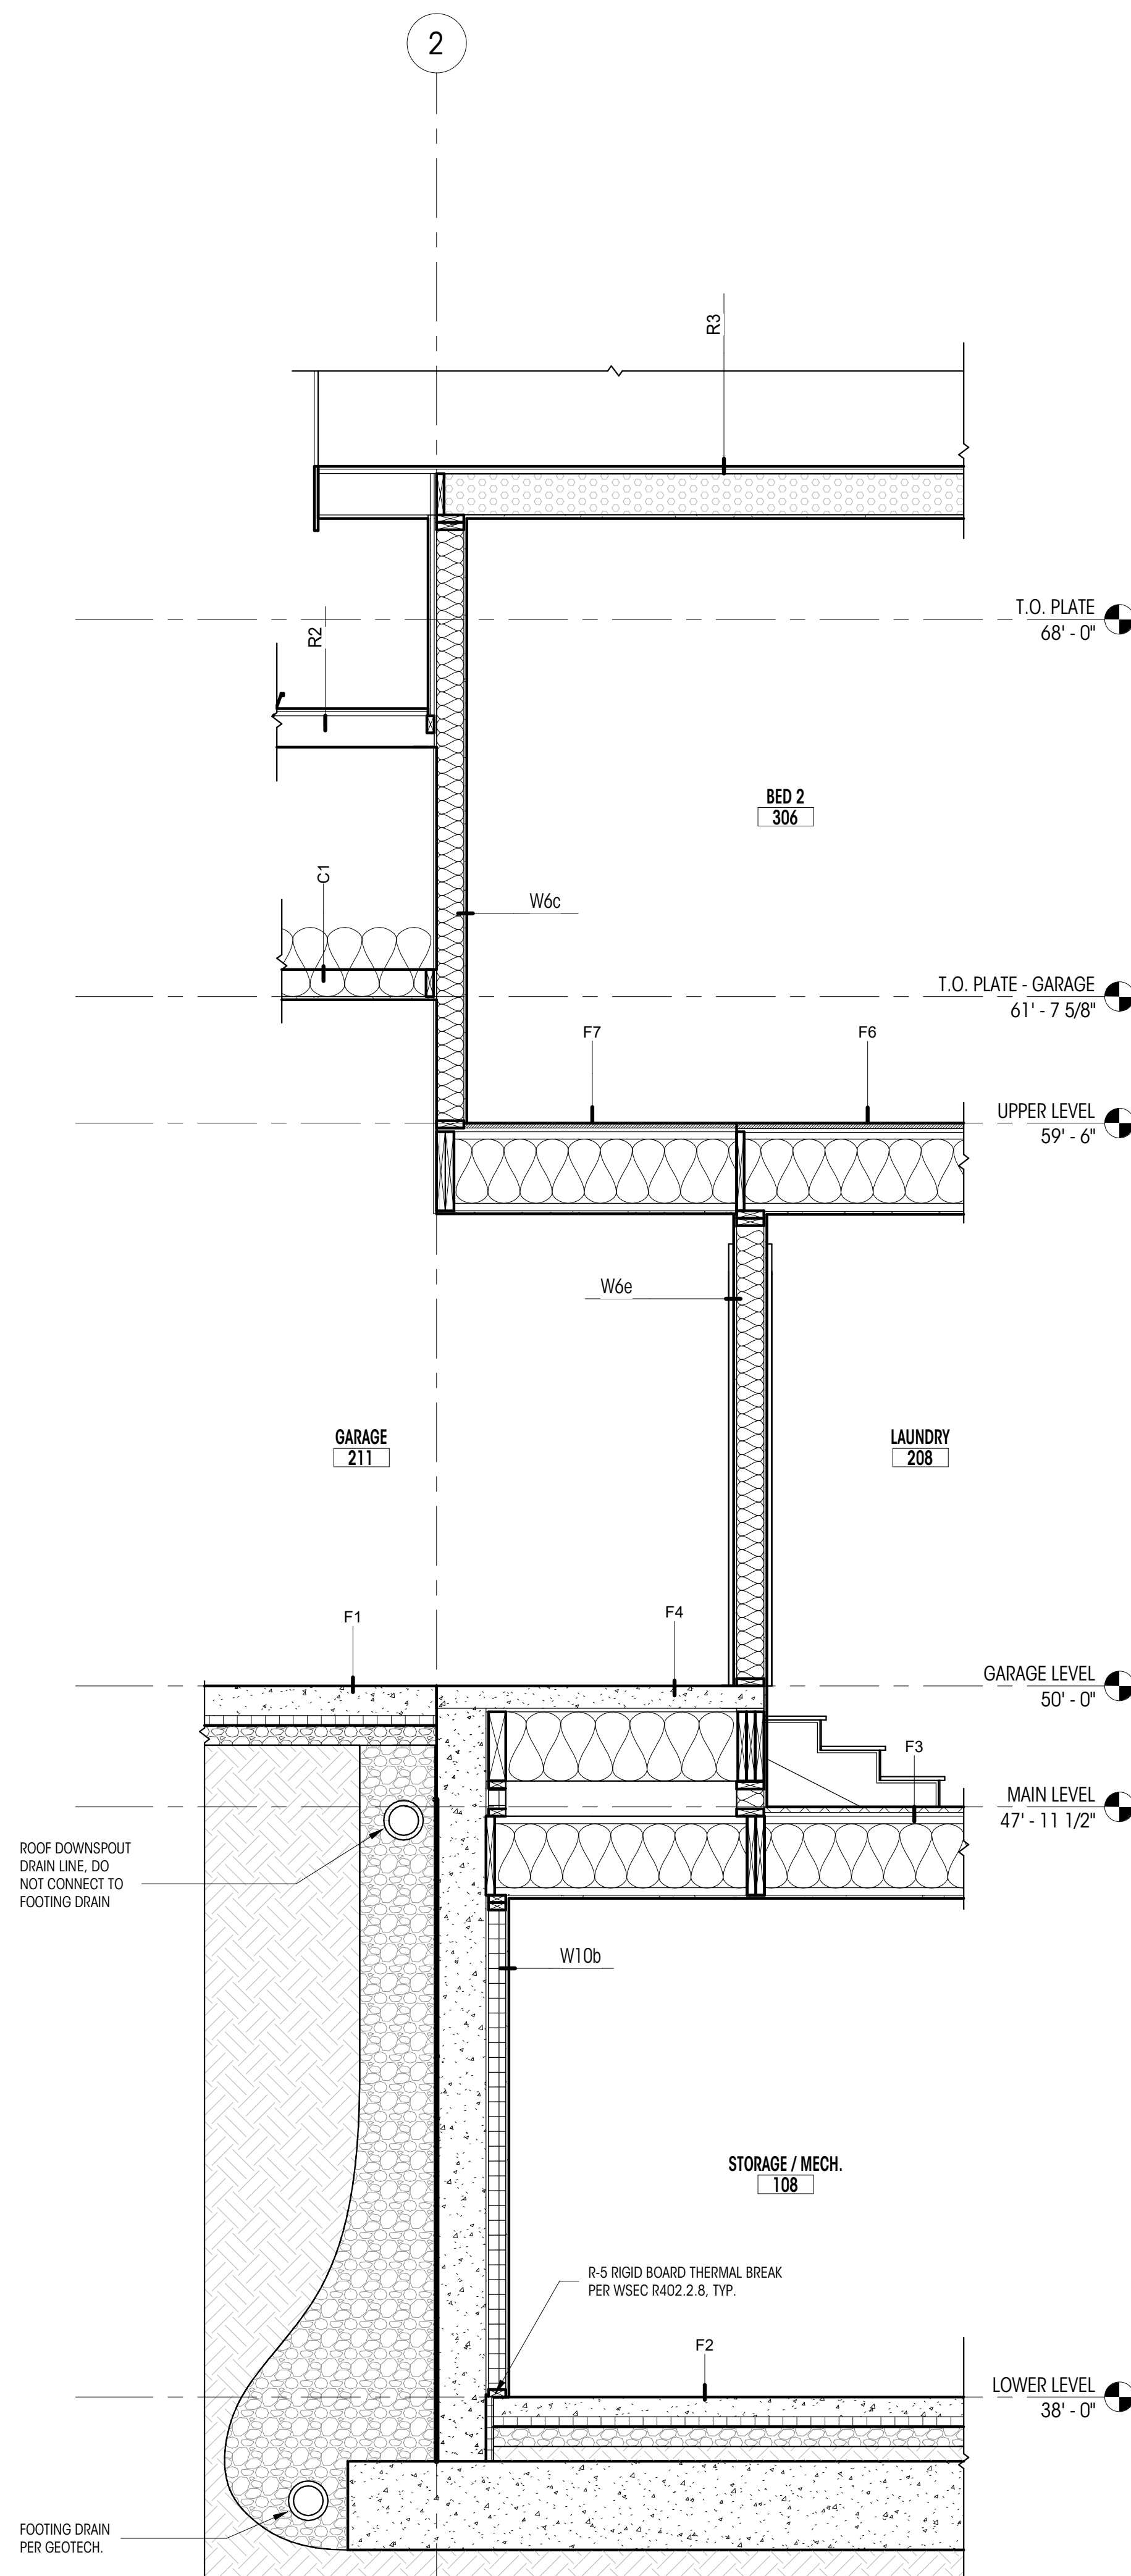 2
R3
T.O. PLATE
68' - 0"
R2
BED 2
306
C1
W6c
T.O. PLATE - GARAGE
61' - 7 5/8"
F7
F6
UPPER LEVEL
59' - 6"
W6e
GARAGE
211
LAUNDRY
208
F1
F4
GARAGE LEVEL
50' - 0"
F3
MAIN LEVEL
47' - 11 1/2"
ROOF DOWNSPOUT
DRAIN LINE, DO
NOT CONNECT TO
FOOTING DRAIN
W10b
STORAGE / MECH.
108
R-5 RIGID BOARD THERMAL BREAK
PER WSEC R402.2.8, TYP.
F2
LOWER LEVEL
38' - 0"
FOOTING DRAIN
PER GEOTECH.